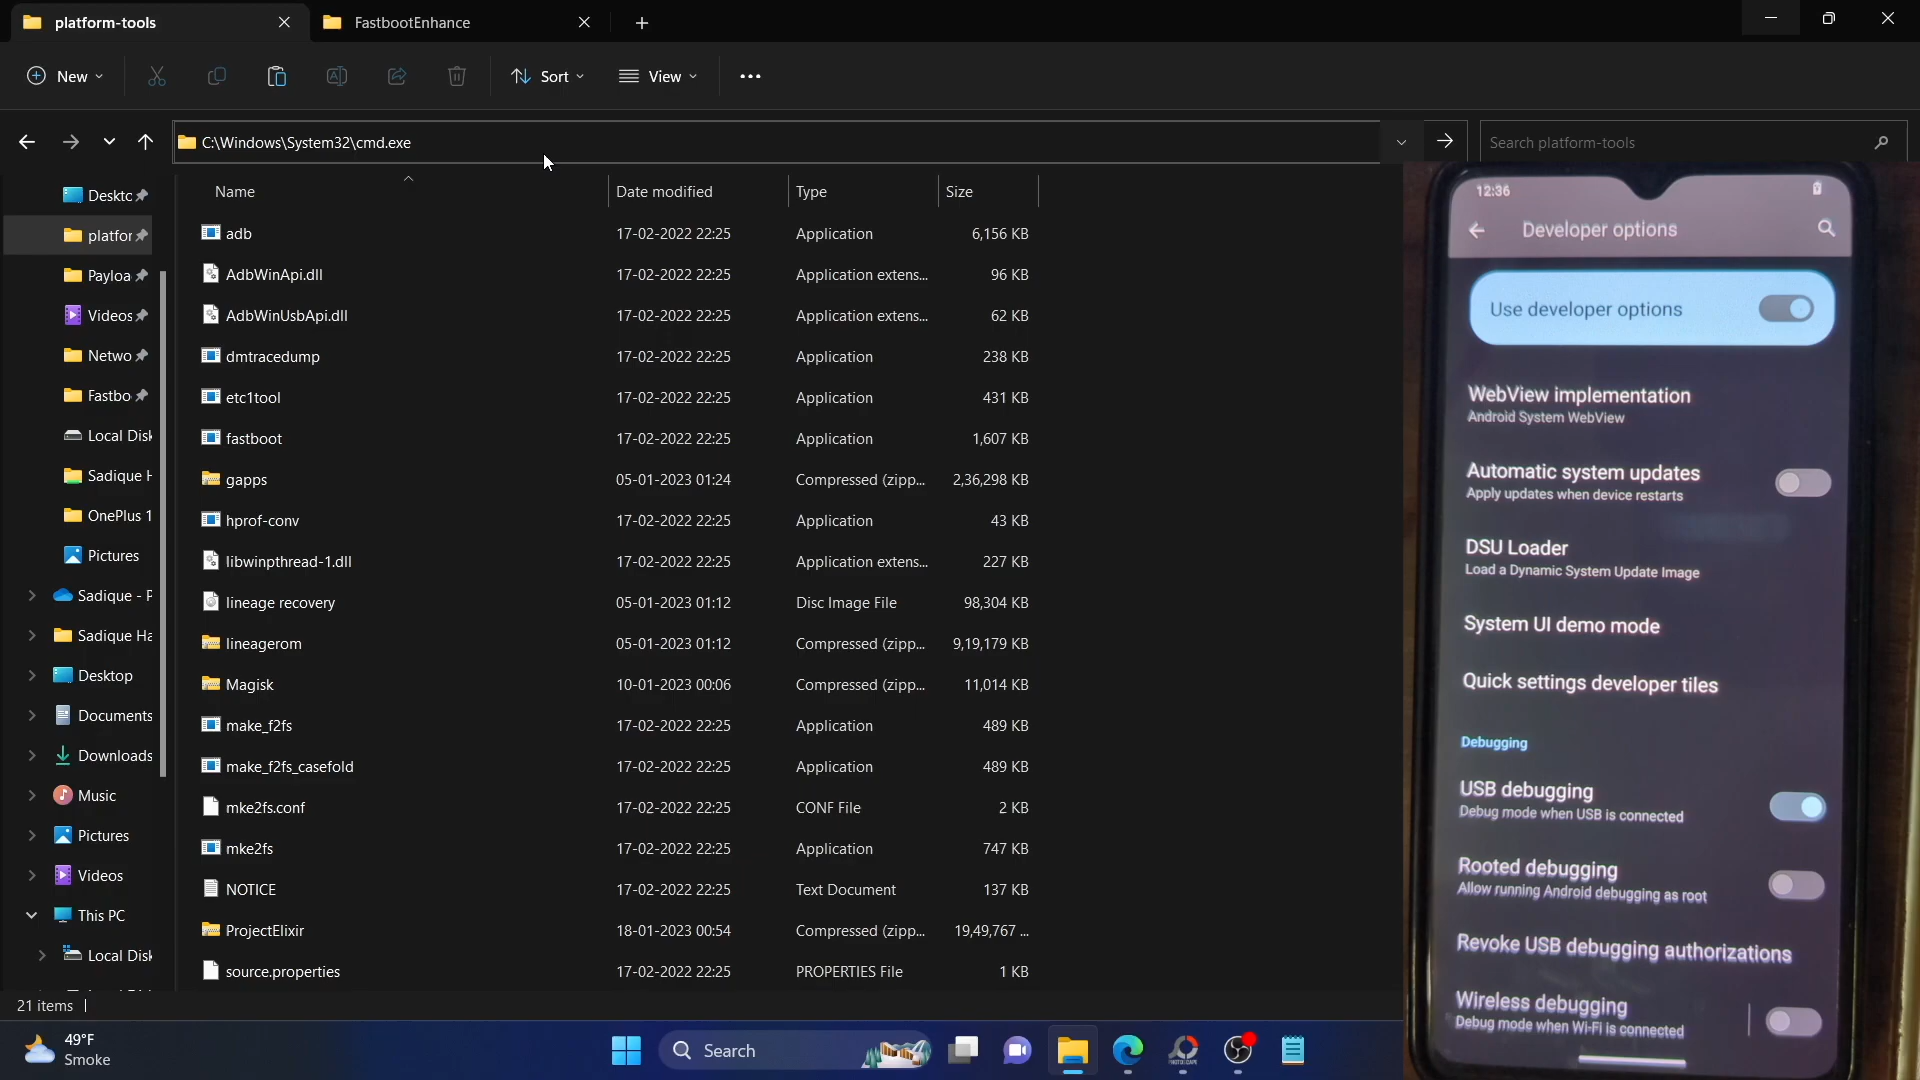 platform-tools
FastbootEnhance
New
Sort
View
C:\Windows\System32\cmd.exe
Search platform-tools
Deskto
platfor
Payloa
Videos
Netwo
Fastbo
Local Disk
Sadique H
OnePlus 1
Pictures
Sadique - P
Sadique Ha
Desktop
Documents
Downloads
Music
Pictures
Videos
This PC
Local Disk
Name Date modified Type Size
adb 17-02-2022 22:25 Application 6,156 KB
AdbWinApi.dll 17-02-2022 22:25 Application extens... 96 KB
AdbWinUsbApi.dll 17-02-2022 22:25 Application extens... 62 KB
dmtracedump 17-02-2022 22:25 Application 238 KB
etc1tool 17-02-2022 22:25 Application 431 KB
fastboot 17-02-2022 22:25 Application 1,607 KB
gapps 05-01-2023 01:24 Compressed (zipp... 2,36,298 KB
hprof-conv 17-02-2022 22:25 Application 43 KB
libwinpthread-1.dll 17-02-2022 22:25 Application extens... 227 KB
lineage recovery 05-01-2023 01:12 Disc Image File 98,304 KB
lineagerom 05-01-2023 01:12 Compressed (zipp... 9,19,179 KB
Magisk 10-01-2023 00:06 Compressed (zipp... 11,014 KB
make_f2fs 17-02-2022 22:25 Application 489 KB
make_f2fs_casefold 17-02-2022 22:25 Application 489 KB
mke2fs.conf 17-02-2022 22:25 CONF File 2 KB
mke2fs 17-02-2022 22:25 Application 747 KB
NOTICE 17-02-2022 22:25 Text Document 137 KB
ProjectElixir 18-01-2023 00:54 Compressed (zipp... 19,49,767 ...
source.properties 17-02-2022 22:25 PROPERTIES File 1 KB
21 items
49°F
Smoke
Search
12:36
Developer options
Use developer options
WebView implementation
Android System WebView
Automatic system updates
Apply updates when device restarts
DSU Loader
Load a Dynamic System Update Image
System UI demo mode
Quick settings developer tiles
Debugging
USB debugging
Debug mode when USB is connected
Rooted debugging
Allow running Android debugging as root
Revoke USB debugging authorizations
Wireless debugging
Debug mode when Wi-Fi is connected